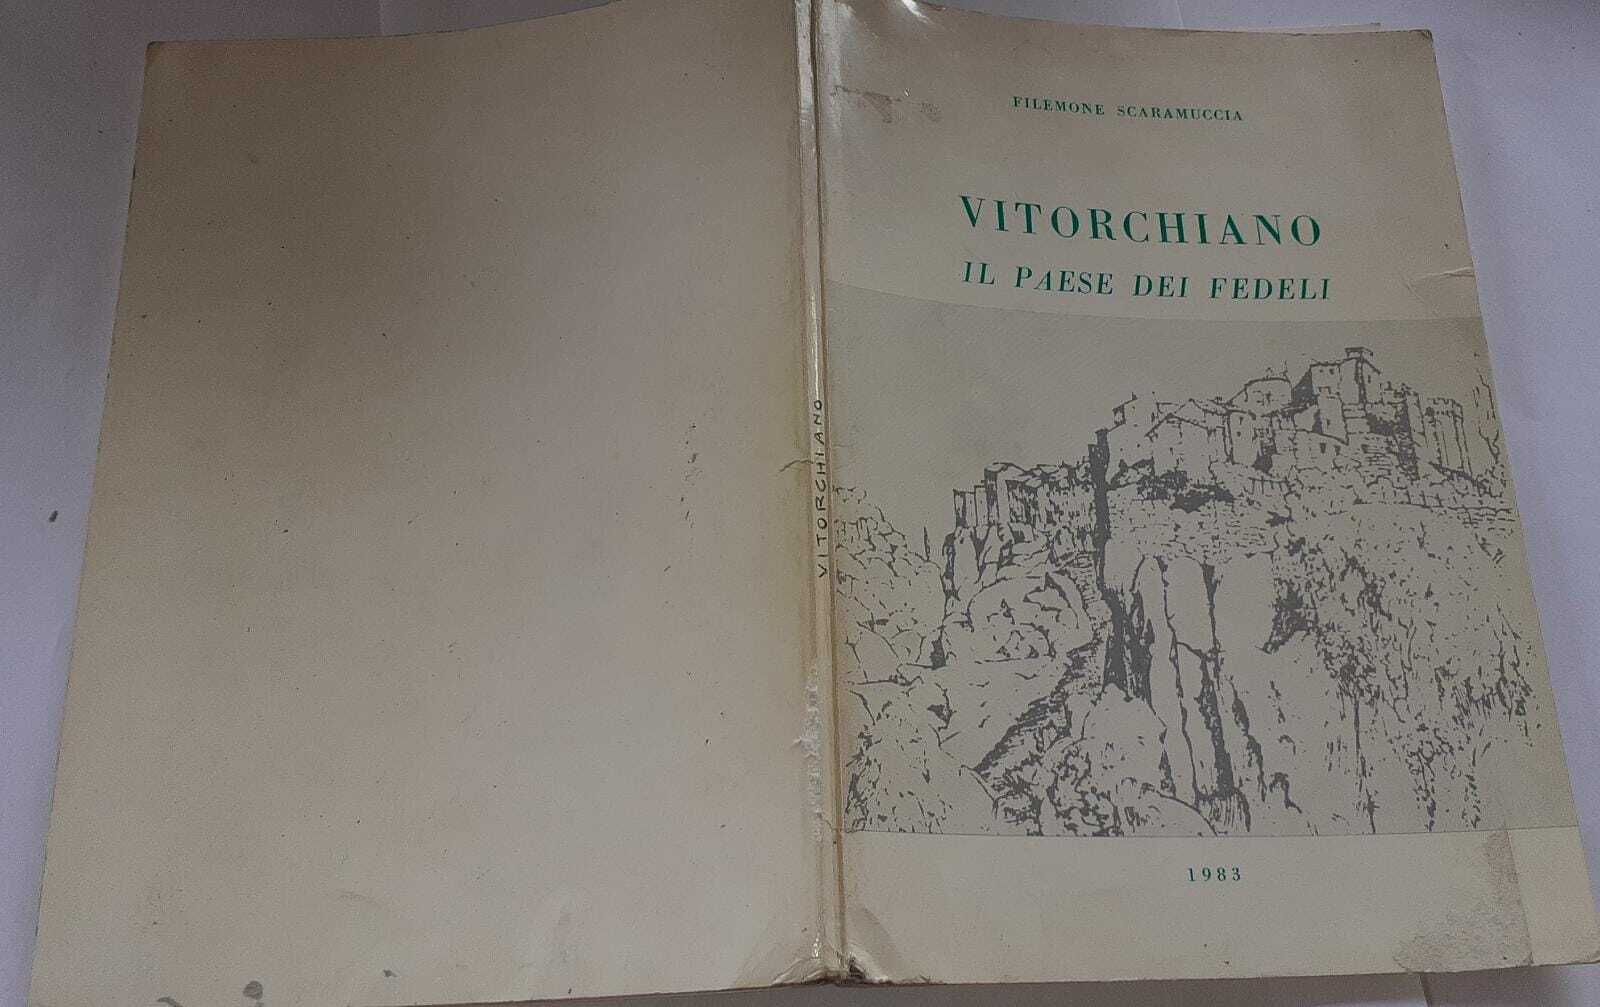 FILEMONE SCARAMUCCIA
VITORCHIANO
IL PAESE DEI FEDELI
1983
VITORCHIANO